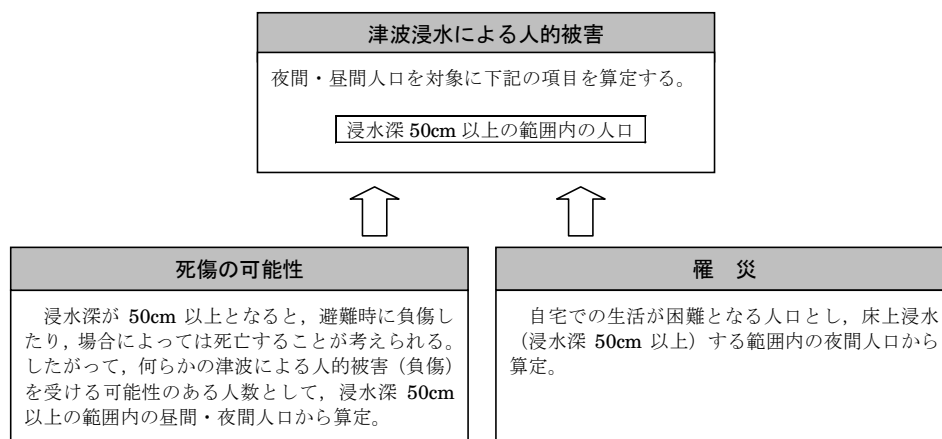 津波浸水による人的被害
夜間・昼間人口を対象に下記の項目を算定する。
浸水深 50cm 以上の範囲内の人口
死傷の可能性
浸水深が 50cm 以上となると，避難時に負傷し
たり，場合によっては死亡することが考えられる。
したがって，何らかの津波による人的被害（負傷）
を受ける可能性のある人数として，浸水深 50cm
以上の範囲内の昼間・夜間人口から算定。
罹　災
自宅での生活が困難となる人口とし，床上浸水
（浸水深 50cm 以上）する範囲内の夜間人口から
算定。